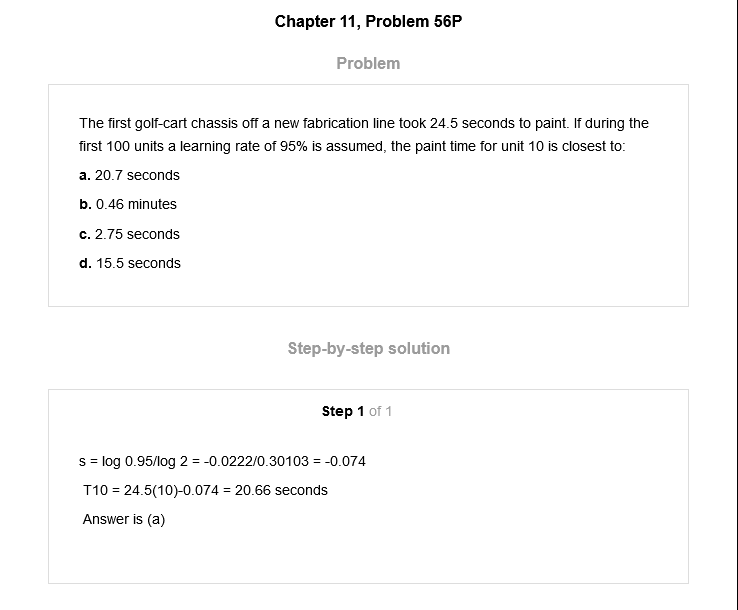 Chapter 11, Problem 56P
Problem
The first golf-cart chassis off a new fabrication line took 24.5 seconds to paint. If during the
first 100 units a learning rate of 95% is assumed, the paint time for unit 10 is closest to:
a. 20.7 seconds
b. 0.46 minutes
c. 2.75 seconds
d. 15.5 seconds
Step-by-step solution
Step 1 of 1
s = log 0.95/log 2 = -0.0222/0.30103 = -0.074
T10 = 24.5(10)-0.074 = 20.66 seconds
Answer is (a)